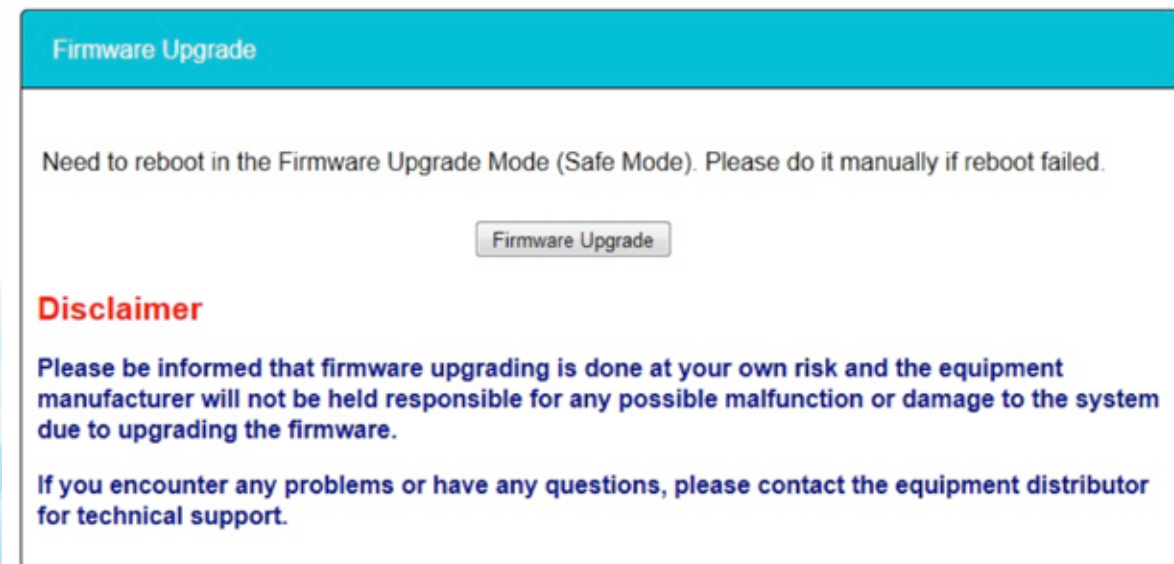 Firmware Upgrade
Need to reboot in the Firmware Upgrade Mode (Safe Mode). Please do it manually if reboot failed.
Firmware Upgrade
Disclaimer
Please be informed that firmware upgrading is done at your own risk and the equipment
manufacturer will not be held responsible for any possible malfunction or damage to the system
due to upgrading the firmware.
If you encounter any problems or have any questions, please contact the equipment distributor
for technical support.